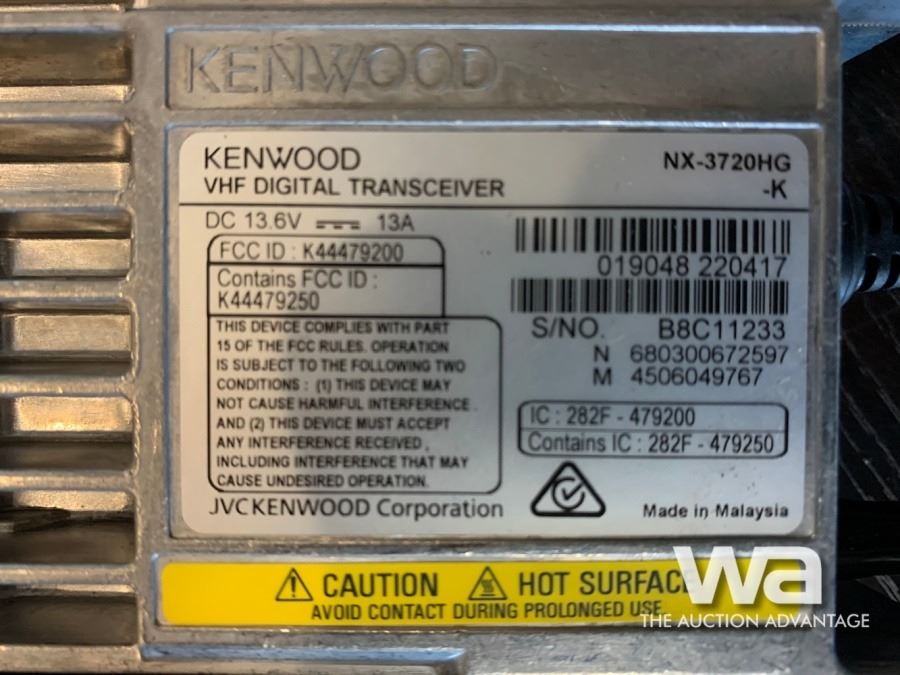 KENWOOD
KENWOOD
VHF DIGITAL TRANSCEIVER
NX-3720HG
-K
DC 13.6V 13A
FCC ID : K44479200
Contains FCC ID :
K44479250
THIS DEVICE COMPLIES WITH PART
15 OF THE FCC RULES. OPERATION
IS SUBJECT TO THE FOLLOWING TWO
CONDITIONS : (1) THIS DEVICE MAY
NOT CAUSE HARMFUL INTERFERENCE
AND (2) THIS DEVICE MUST ACCEPT
ANY INTERFERENCE RECEIVED ,
INCLUDING INTERFERENCE THAT MAY
CAUSE UNDESIRED OPERATION.
JVCKENWOOD Corporation
019048 220417
S/NO. B8C11233
N 680300672597
M 4506049767
IC : 282F - 479200
Contains IC : 282F - 479250
Made in Malaysia
CAUTION HOT SURFACE
AVOID CONTACT DURING PROLONGED USE.
wa
THE AUCTION ADVANTAGE